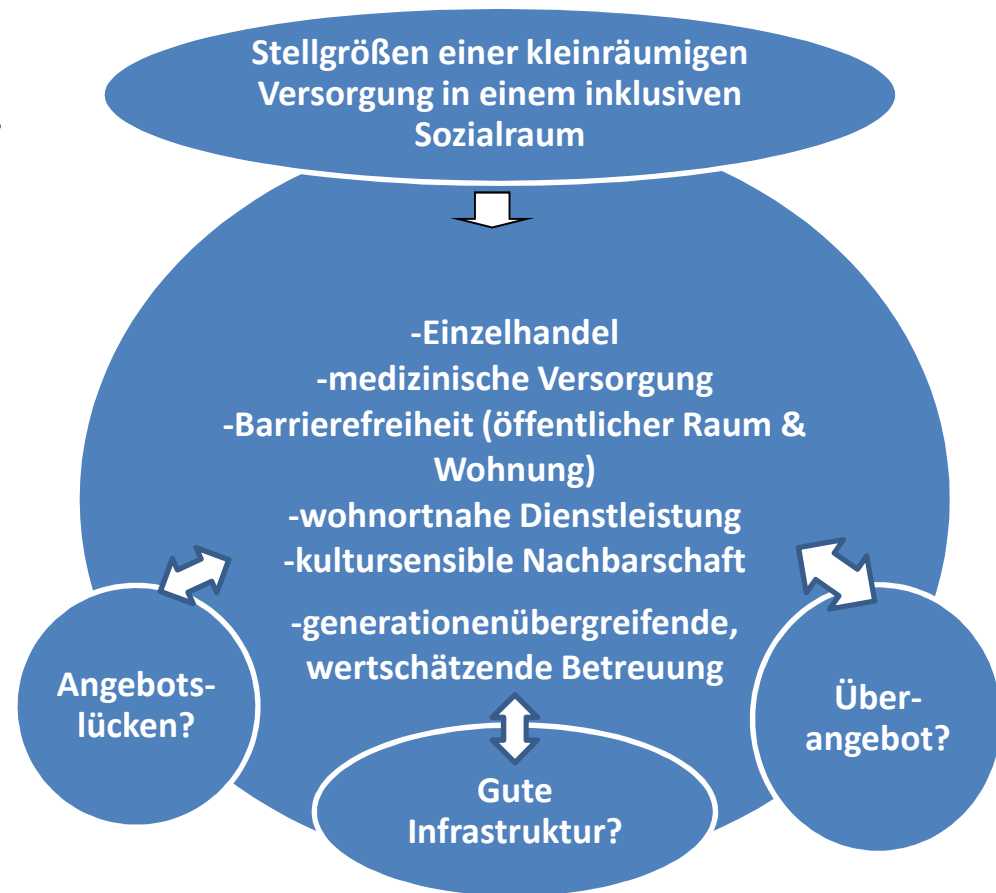 Stellgrößen einer kleinräumigen
Versorgung in einem inklusiven
Sozialraum
-Einzelhandel
-medizinische Versorgung
-Barrierefreiheit (öffentlicher Raum &
Wohnung)
-wohnortnahe Dienstleistung
-kultursensible Nachbarschaft
-generationenübergreifende,
wertschätzende Betreuung
Angebots-
lücken?
Gute
Infrastruktur?
Über-
angebot?